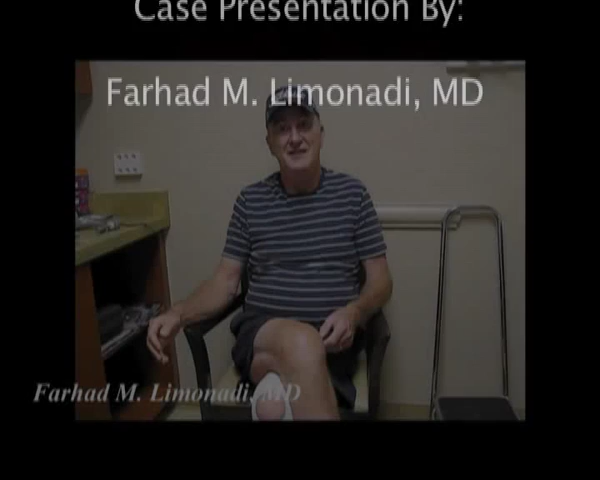 Case Presentation By:
Farhad M. Limonadi, MD
Farhad M. Limonadi, MD